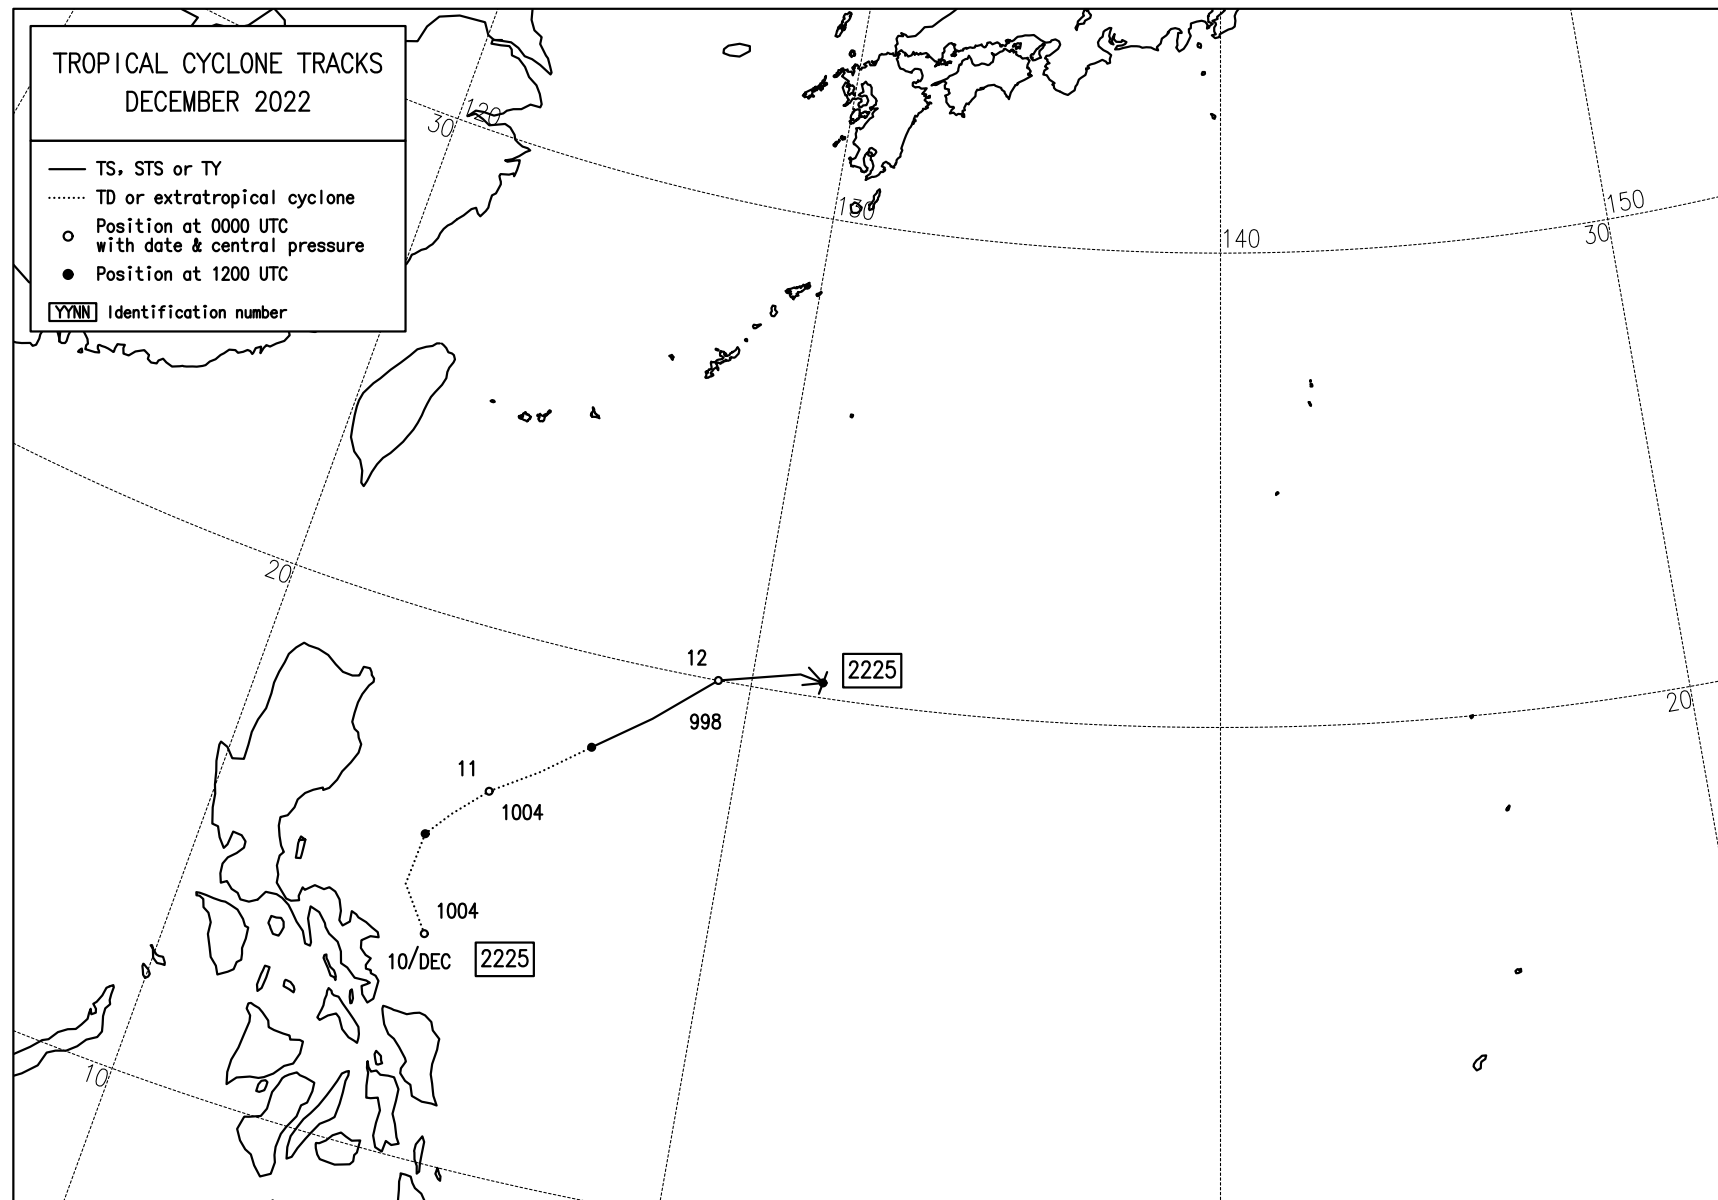 TROPICAL CYCLONE TRACKS
DECEMBER 2022
TS, STS or TY
TD or extratropical cyclone
Position at 0000 UTC
with date & central pressure
Position at 1200 UTC
YYNN Identification number
120
30
130
140
150
30
20
12
2225
998
20
11
1004
1004
10/DEC 2225
10